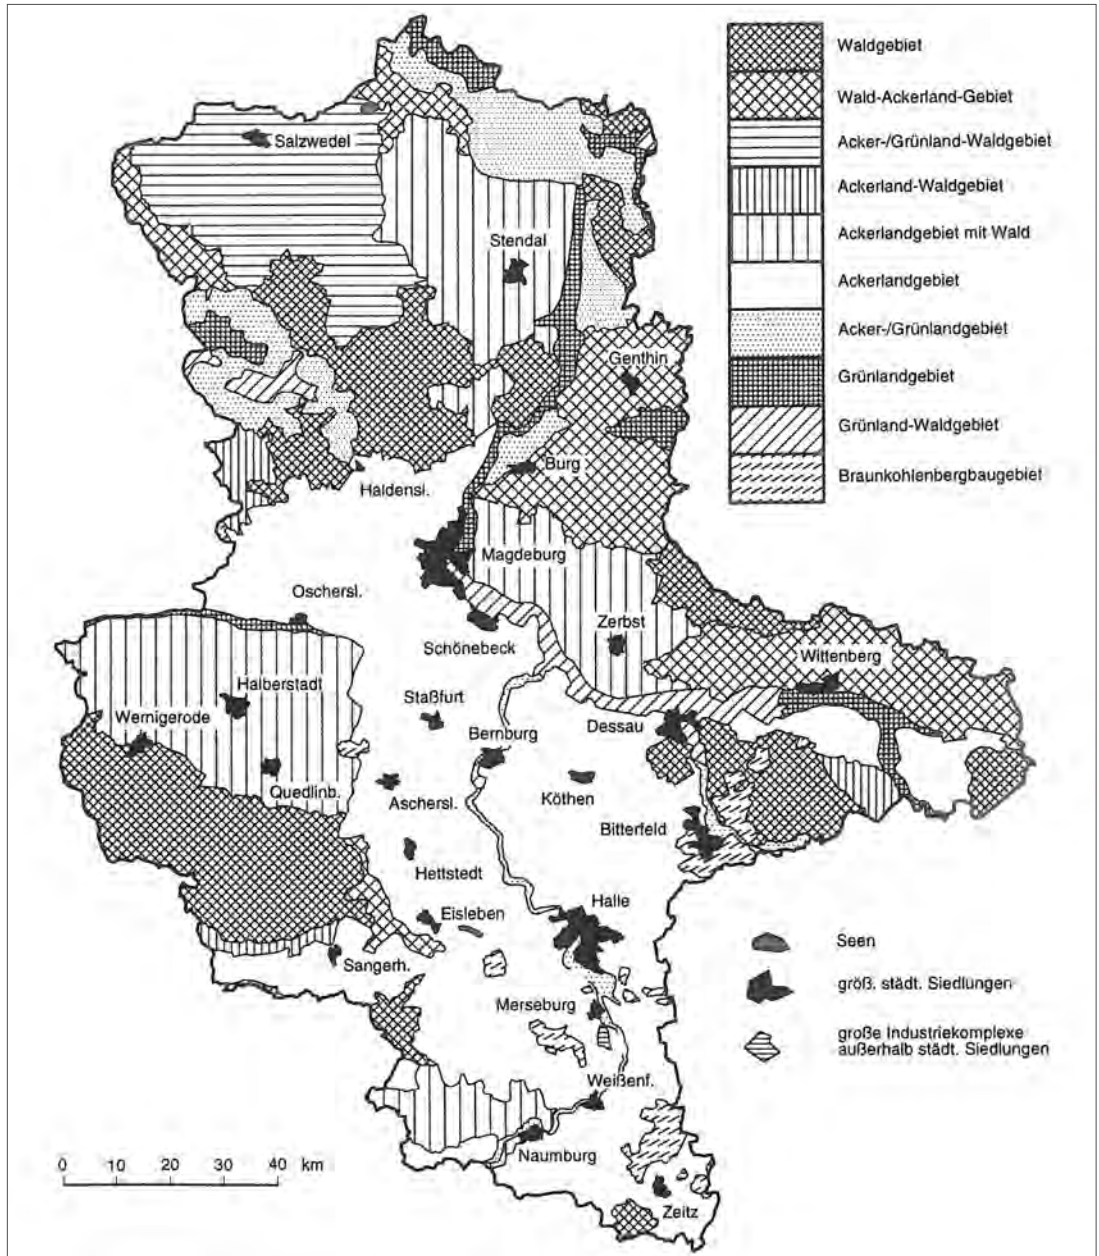 Waldgebiet
Wald-Ackerland-Gebiet
Acker-/Grünland-Waldgebiet
Ackerland-Waldgebiet
Ackerlandgebiet mit Wald
Ackerlandgebiet
Acker-/Grünlandgebiet
Grünlandgebiet
Grünland-Waldgebiet
Braunkohlenbergbaugebiet
Salzwedel
Stendal
Genthin
Burg
Haldensl.
Magdeburg
Oschersl.
Schönebeck
Zerbst
Wittenberg
Halberstadt
Staßfurt
Wernigerode
Bernburg
Dessau
Quedlinb.
Aschersl.
Köthen
Bitterfeld
Hettstedt
Eisleben
Halle
Sangerh.
Merseburg
Weißenf.
Naumburg
Zeitz
Seen
größ. städt. Siedlungen
große Industriekomplexe
außerhalb städt. Siedlungen
0 10 20 30 40 km